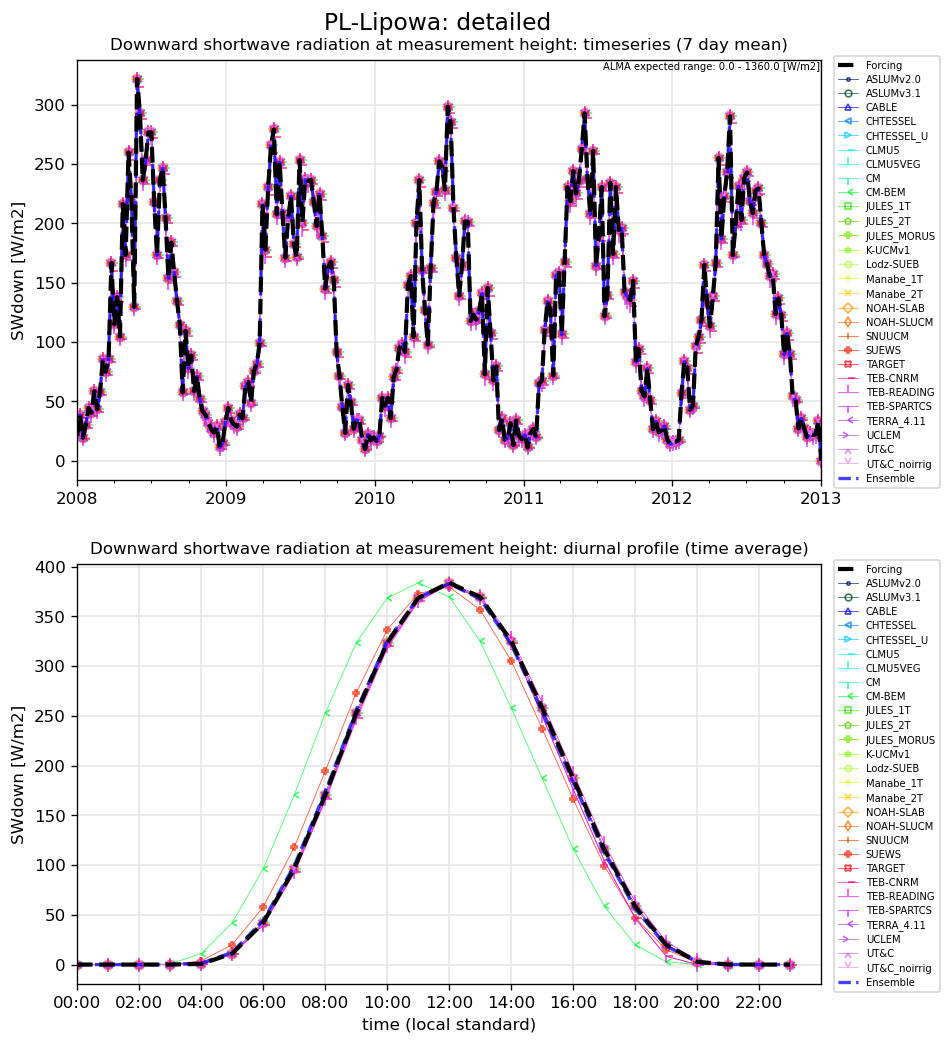 PL-Lipowa: detailed
Downward shortwave radiation at measurement height: timeseries (7 day mean)
ALMA expected range: 0.0 - 1360.0 [W/m2]
SWdown [W/m2]
300
250
200
150
100
50
0
2008
2009
2010
2011
2012
2013
Forcing
ASLUMv2.0
ASLUMv3.1
CABLE
CHTESSEL
CHTESSEL_U
CLMU5
CLMU5VEG
CM
CM-BEM
JULES_1T
JULES_2T
JULES_MORUS
K-UCMv1
Lodz-SUEB
Manabe_1T
Manabe_2T
NOAH-SLAB
NOAH-SLUCM
SNUUCM
SUEWS
TARGET
TEB-CNRM
TEB-READING
TEB-SPARTCS
TERRA_4.11
UCLEM
UT&C
UT&C_noirrig
Ensemble
Downward shortwave radiation at measurement height: diurnal profile (time average)
SWdown [W/m2]
400
350
300
250
200
150
100
50
0
00:00
02:00
04:00
06:00
08:00
10:00
12:00
14:00
16:00
18:00
20:00
22:00
time (local standard)
Forcing
ASLUMv2.0
ASLUMv3.1
CABLE
CHTESSEL
CHTESSEL_U
CLMU5
CLMU5VEG
CM
CM-BEM
JULES_1T
JULES_2T
JULES_MORUS
K-UCMv1
Lodz-SUEB
Manabe_1T
Manabe_2T
NOAH-SLAB
NOAH-SLUCM
SNUUCM
SUEWS
TARGET
TEB-CNRM
TEB-READING
TEB-SPARTCS
TERRA_4.11
UCLEM
UT&C
UT&C_noirrig
Ensemble